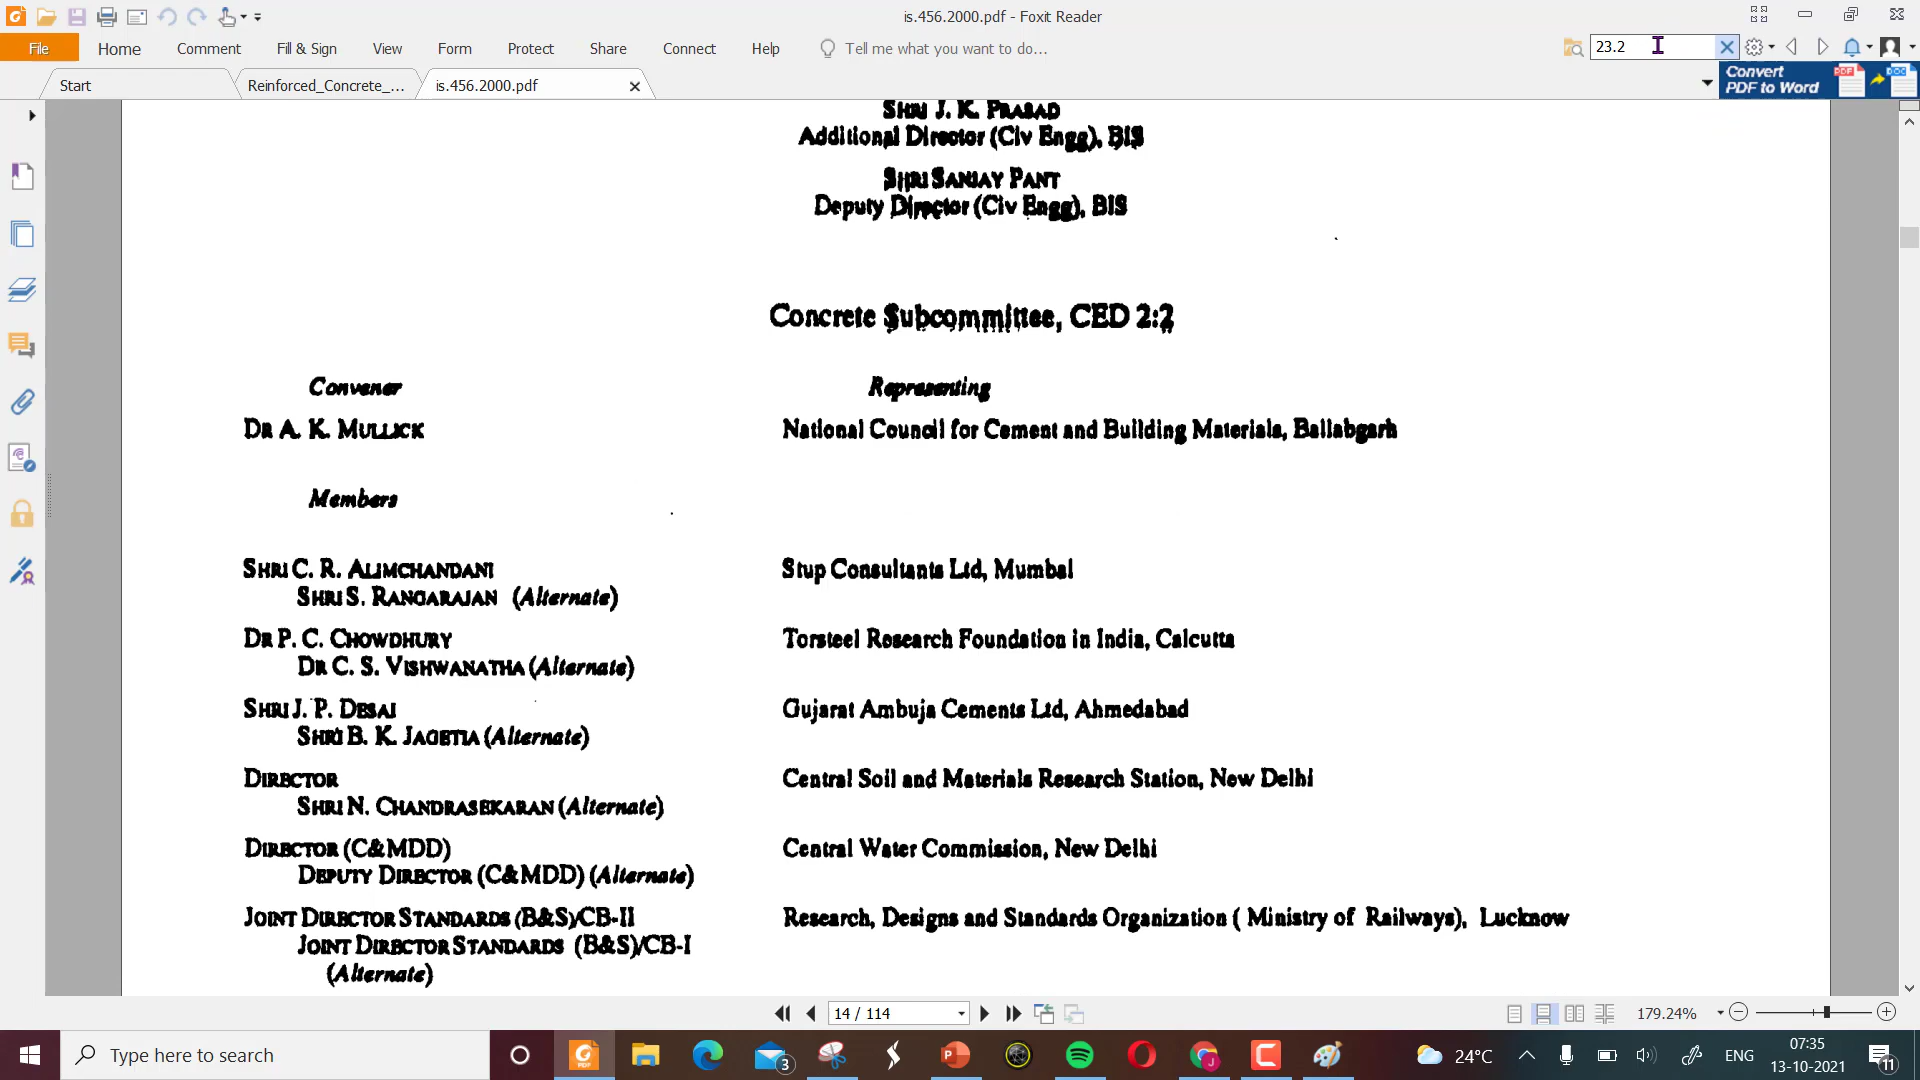 is.456.2000.pdf - Foxit Reader
File Home Comment Fill & Sign View Form Protect Share Connect Help Tell me what you want to do... 23.2
Start Reinforced_Concrete_... is.456.2000.pdf
Convert PDF to Word
SHRI J. K. PRASAD
Additional Director (Civ Engg), BIS
SHRI SANJAY PANT
Deputy Director (Civ Engg), BIS
Concrete Subcommittee, CED 2:2
Convener Representing
DR A. K. MULLICK National Council for Cement and Building Materials, Ballabgarh
Members
SHRI C. R. ALIMCHANDANI Stup Consultants Ltd, Mumbai
SHRI S. RANGARAJAN (Alternate)
DR P. C. CHOWDHURY Torsteel Research Foundation in India, Calcutta
DR C. S. VISHWANATHA (Alternate)
SHRI J. P. DESAI Gujarat Ambuja Cements Ltd, Ahmedabad
SHRI B. K. JAGETIA (Alternate)
DIRECTOR Central Soil and Materials Research Station, New Delhi
SHRI N. CHANDRASEKARAN (Alternate)
DIRECTOR (C&MDD) Central Water Commission, New Delhi
DEPUTY DIRECTOR (C&MDD) (Alternate)
JOINT DIRECTOR STANDARDS (B&S)/CB-II Research, Designs and Standards Organization ( Ministry of Railways), Lucknow
JOINT DIRECTOR STANDARDS (B&S)/CB-I
(Alternate)
14 / 114 179.24%
Type here to search 3 24°C ENG 07:35
13-10-2021 11